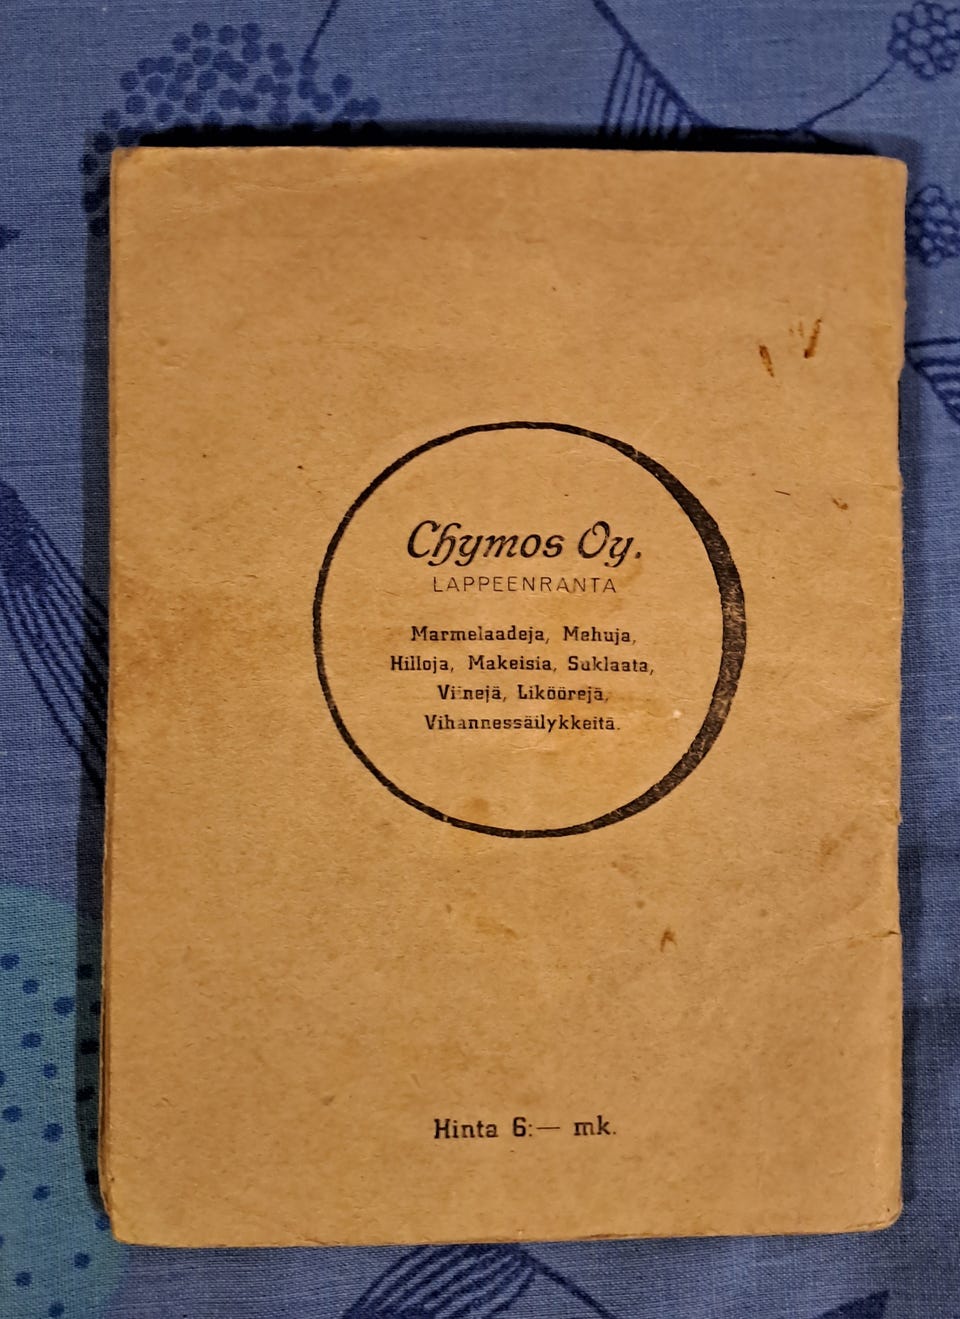 Chymos Oy.
LAPPEENRANTA
Marmelaadeja, Mehuja,
Hilloja, Makeisia, Suklaata,
Viinejä, Liköörejä,
Vihannessäilykkeitä.
Hinta 6:— mk.